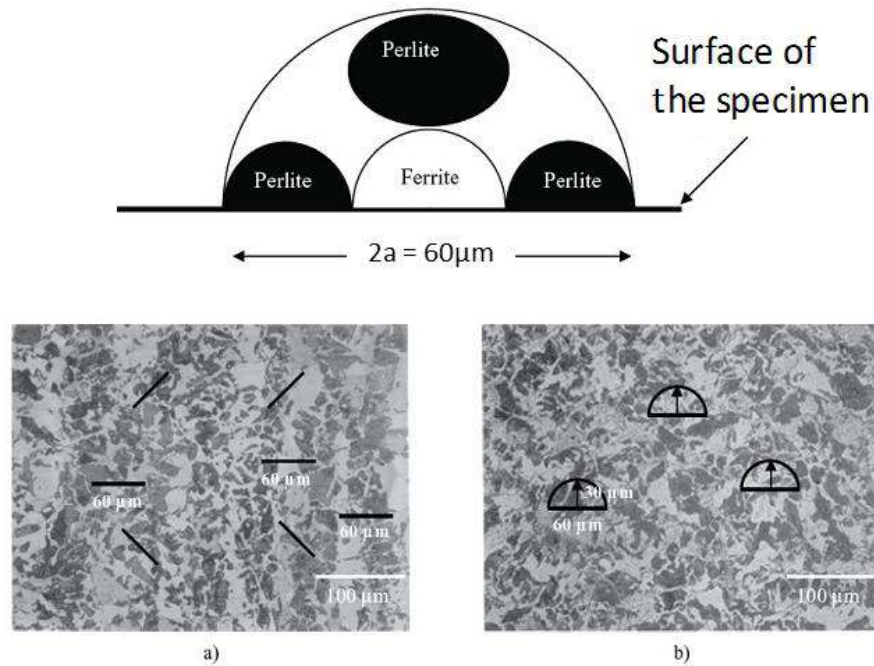 Perlite
Surface of
the specimen
Perlite
Ferrite
Perlite
2a = 60µm
60 µm
60 µm
60 µm
100 µm
a)
30 µm
60 µm
100 µm
b)